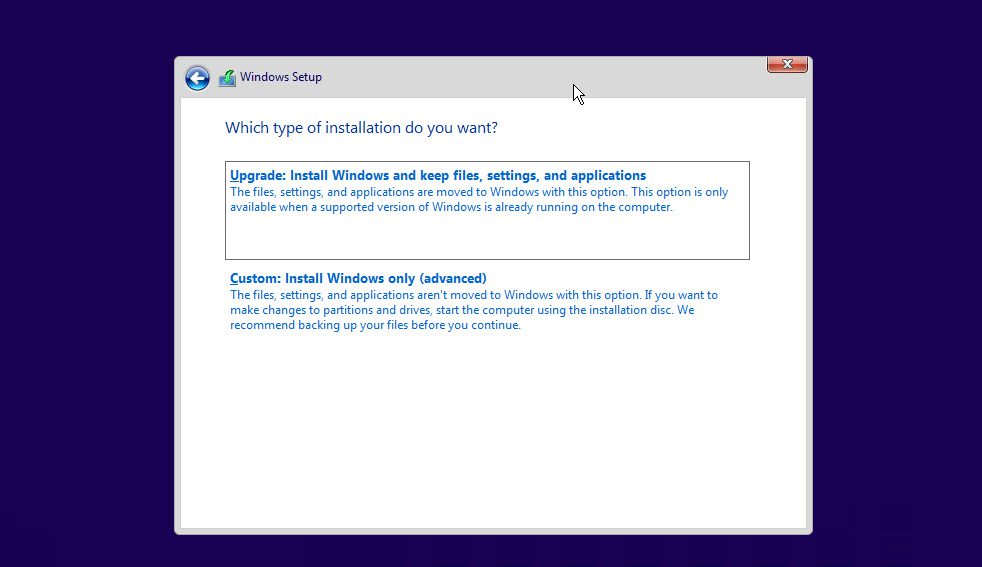 Windows Setup
Which type of installation do you want?
Upgrade: Install Windows and keep files, settings, and applications
The files, settings, and applications are moved to Windows with this option. This option is only
available when a supported version of Windows is already running on the computer.
Custom: Install Windows only (advanced)
The files, settings, and applications aren't moved to Windows with this option. If you want to
make changes to partitions and drives, start the computer using the installation disc. We
recommend backing up your files before you continue.